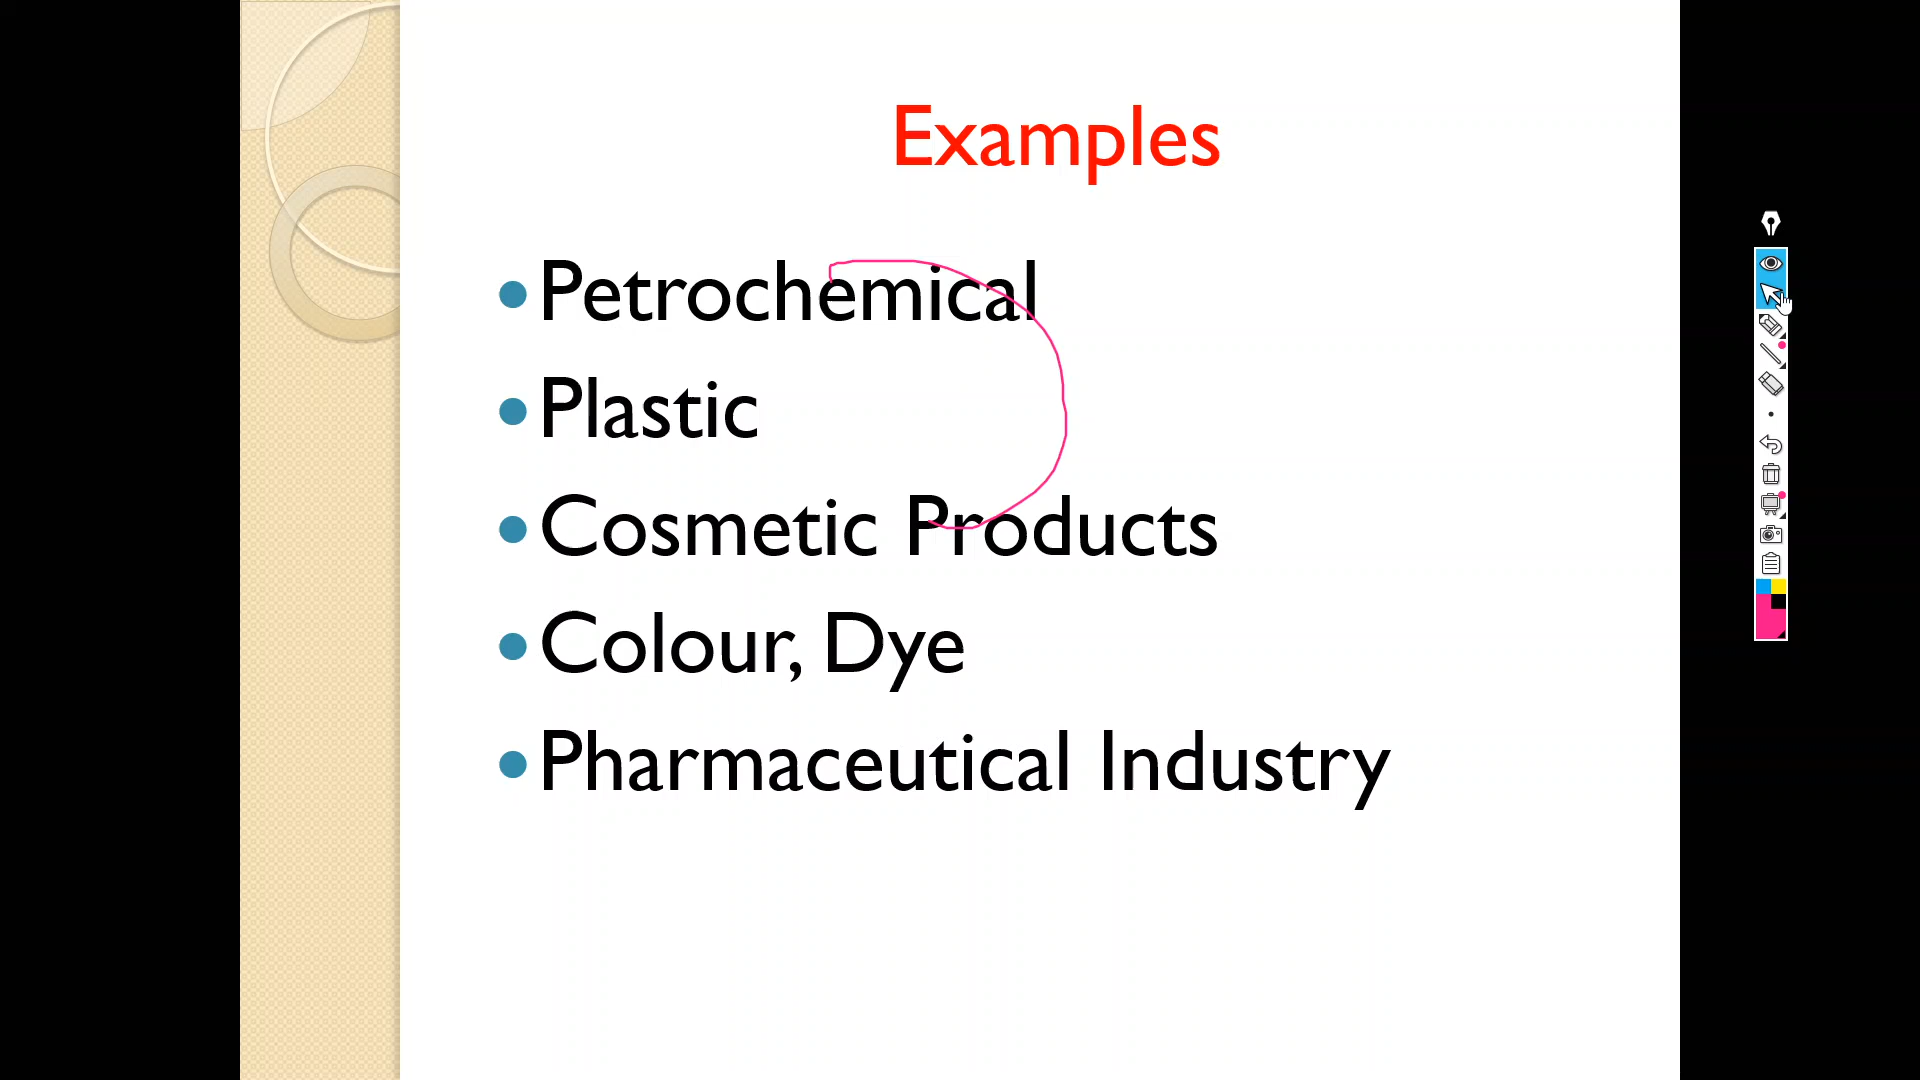 Examples
Petrochemical
Plastic
Cosmetic Products
Colour, Dye
Pharmaceutical Industry